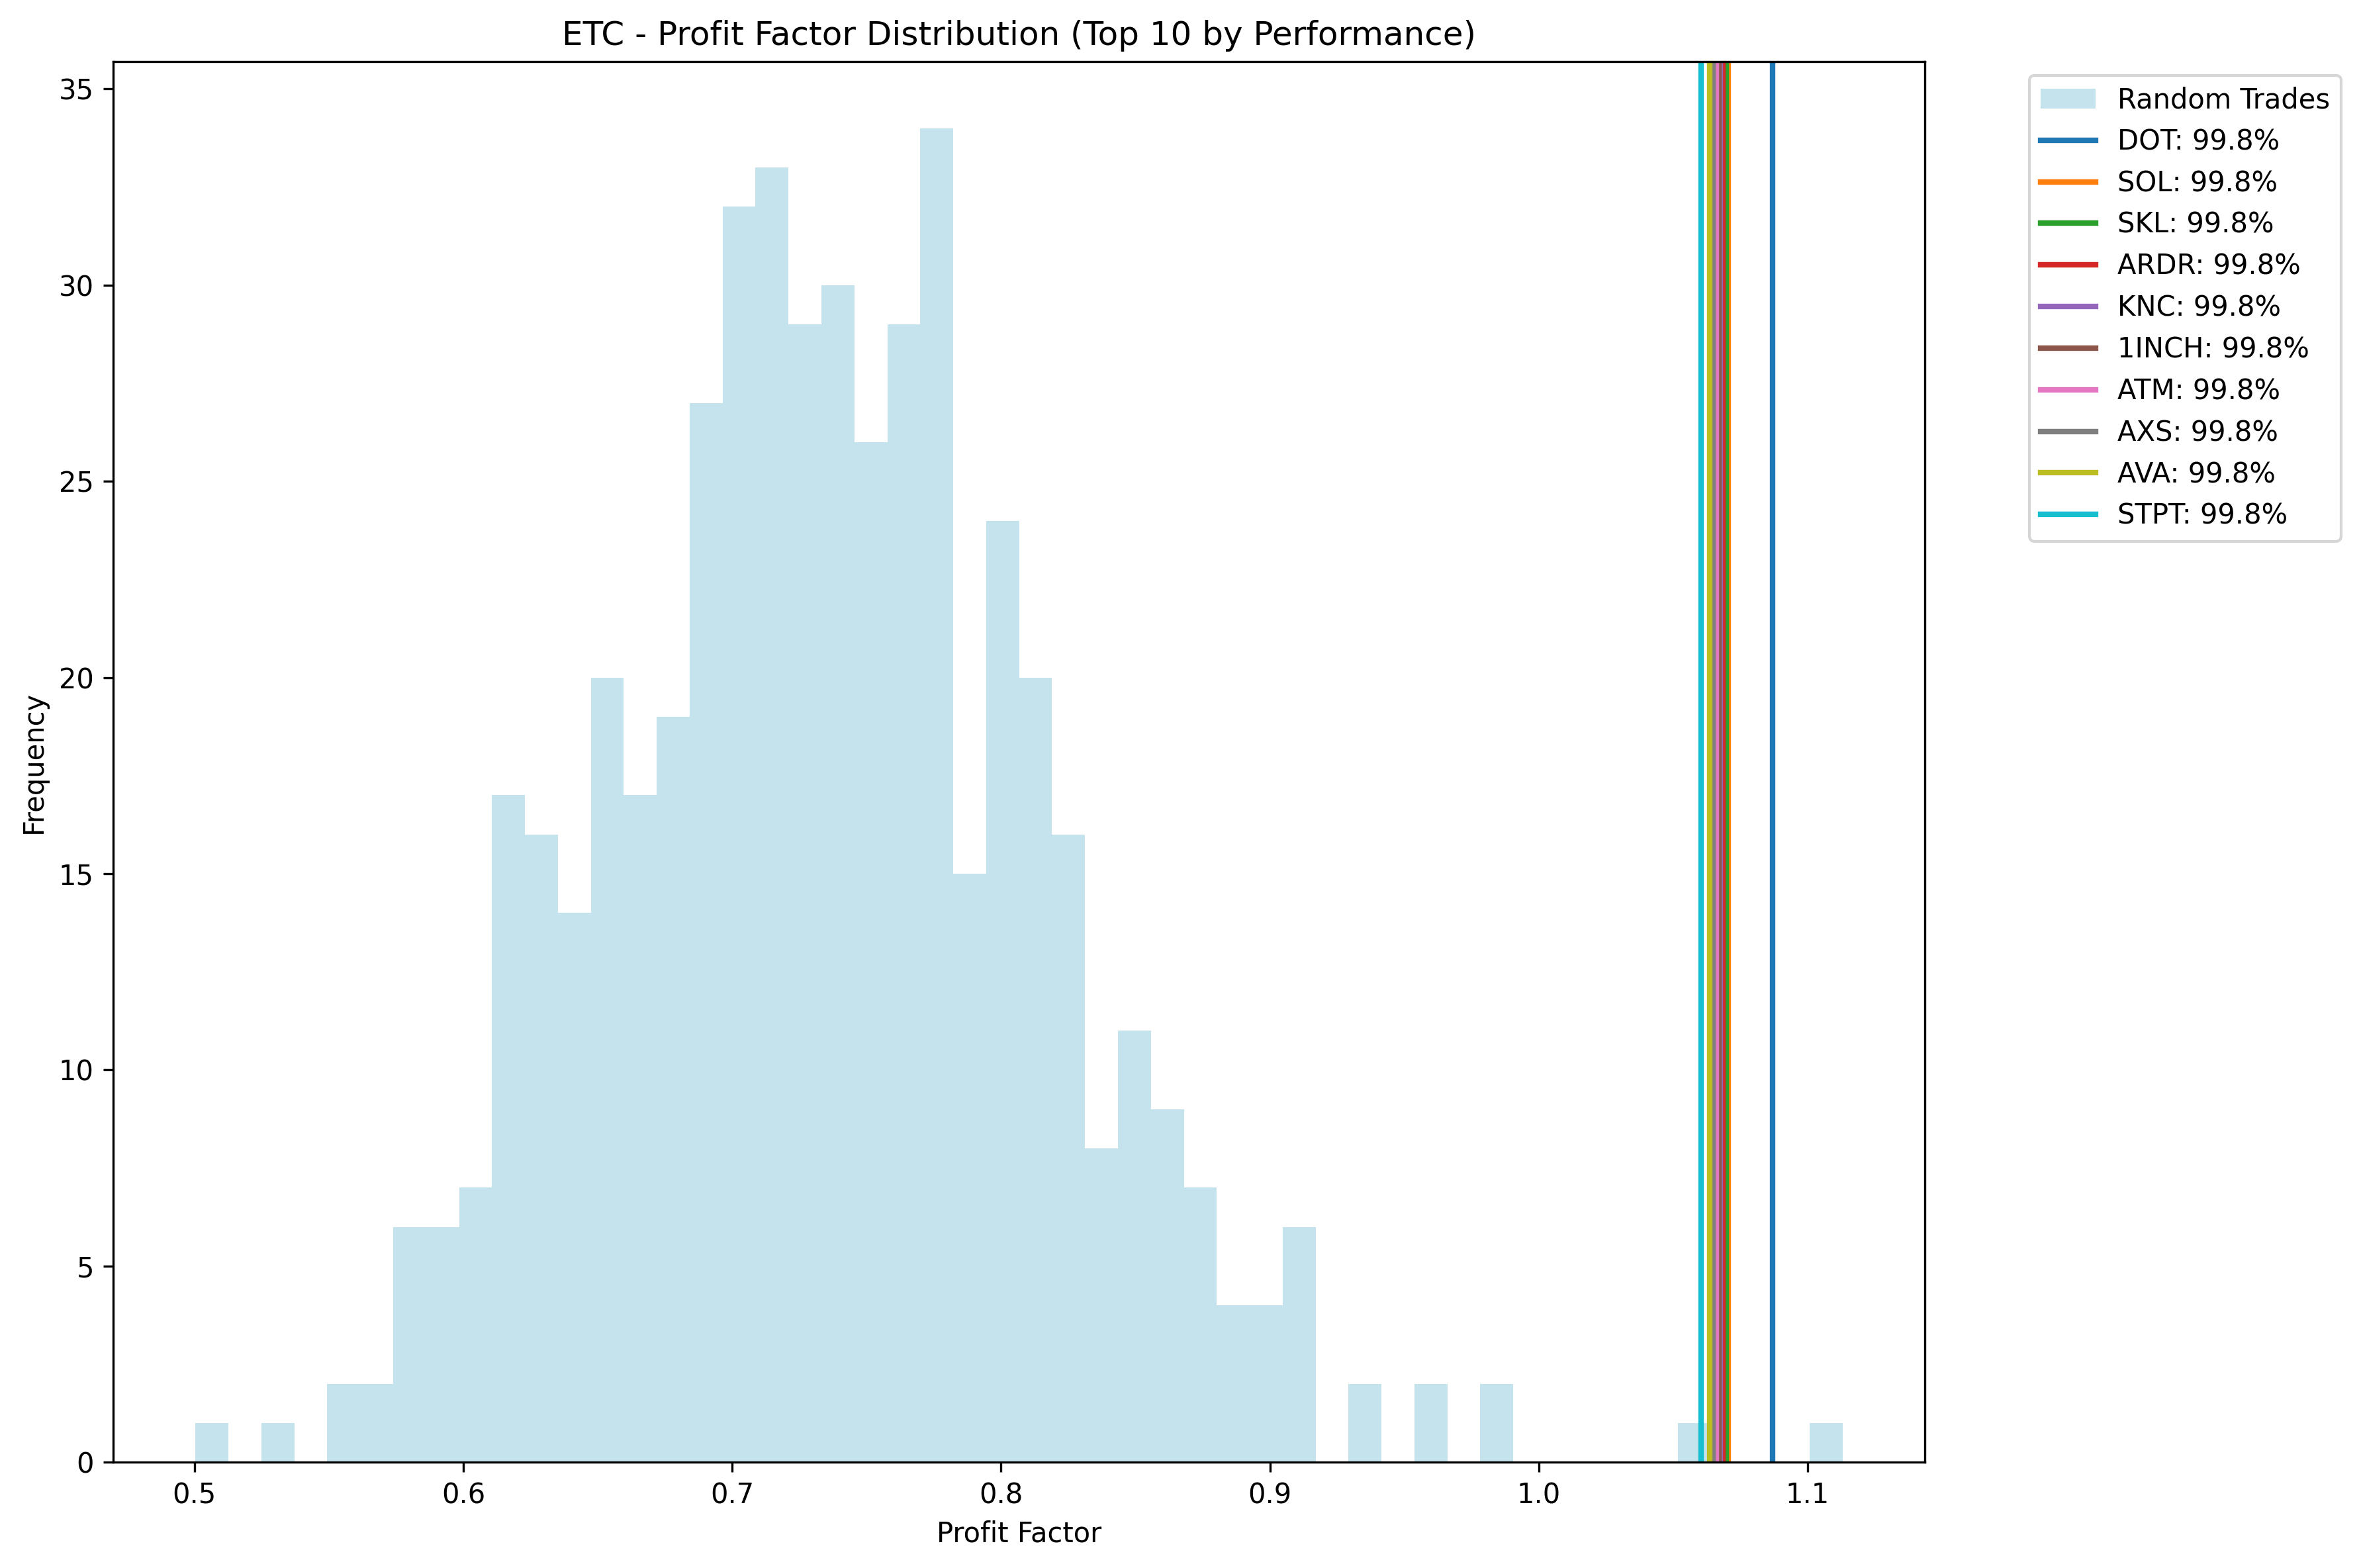 ETC - Profit Factor Distribution (Top 10 by Performance)
35
30
25
20
15
10
5
0
Frequency
0.5
0.6
0.7
0.8
0.9
1.0
1.1
Profit Factor
Random Trades
DOT: 99.8%
SOL: 99.8%
SKL: 99.8%
ARDR: 99.8%
KNC: 99.8%
1INCH: 99.8%
ATM: 99.8%
AXS: 99.8%
AVA: 99.8%
STPT: 99.8%